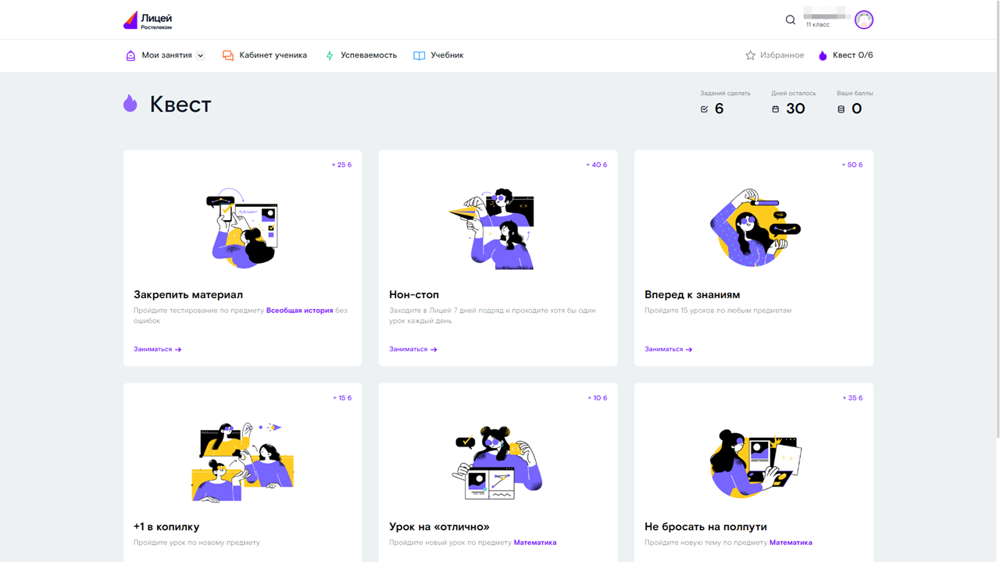 Лицей
Ростелеком
11 класс
Мои занятия
Кабинет ученика
Успеваемость
Учебник
Избранное
Квест 0/6
Квест
Заданий сделать
6
Дней осталось
30
Ваши баллы
0
+ 25 б
+ 40 б
+ 50 б
Закрепить материал
Пройдите тестирование по предмету Всеобщая история без
ошибок
Заниматься →
Нон-стоп
Заходите в Лицей 7 дней подряд и проходите хотя бы один
урок каждый день
Заниматься →
Вперед к знаниям
Пройдите 15 уроков по любым предметам
Заниматься →
+ 15 б
+ 10 б
+ 35 б
+1 в копилку
Пройдите урок по новому предмету
Урок на «отлично»
Пройдите новый урок по предмету Математика
Не бросать на полпути
Пройдите новую тему по предмету Математика